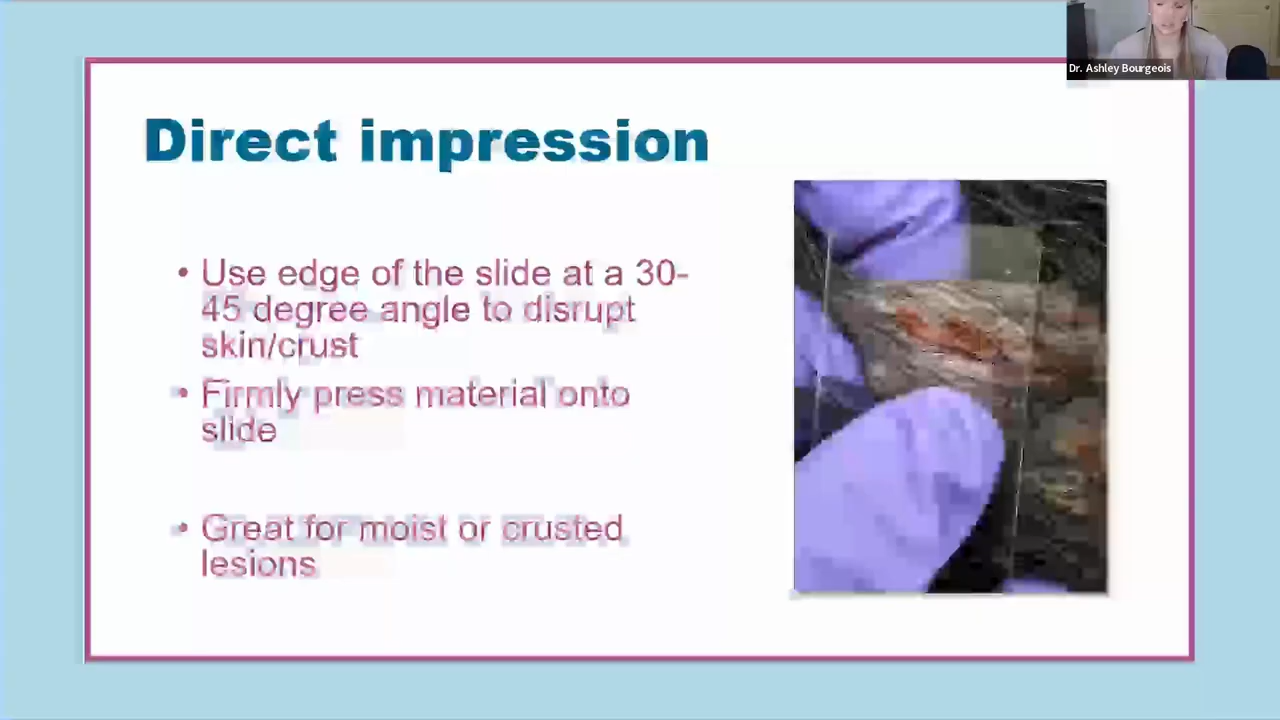 Dr. Ashley Bourgeois
Direct impression
• Use edge of the slide at a 30-
45 degree angle to disrupt
skin/crust
• Firmly press material onto
slide
• Great for moist or crusted
lesions